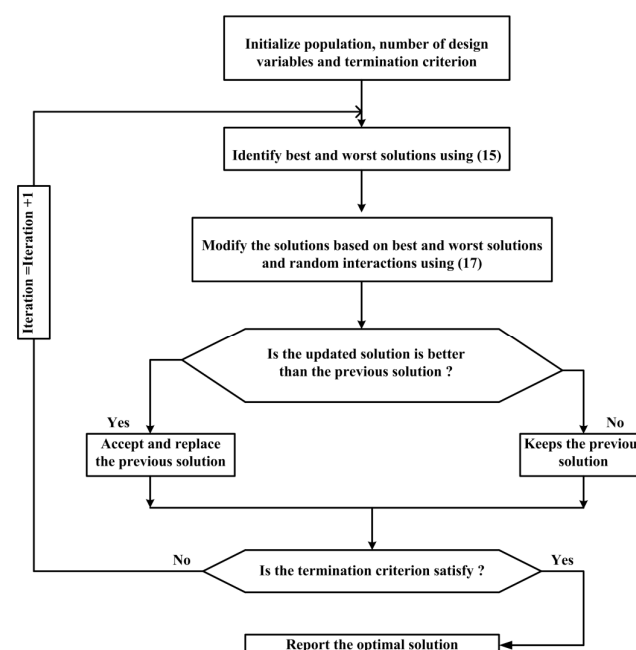 Initialize population, number of design
variables and termination criterion
Identify best and worst solutions using (15)
Iteration =Iteration +1
Modify the solutions based on best and worst solutions
and random interactions using (17)
Is the updated solution is better
than the previous solution ?
Yes
No
Accept and replace
the previous solution
Keeps the previou
solution
No
Yes
Is the termination criterion satisfy ?
Report the optimal solution